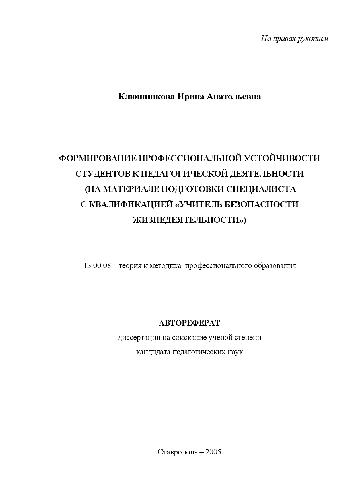 На правах рукописи
Клюшникова Ирина Анатольевна
ФОРМИРОВАНИЕ ПРОФЕССИОНАЛЬНОЙ УСТОЙЧИВОСТИ
СТУДЕНТОВ К ПЕДАГОГИЧЕСКОЙ ДЕЯТЕЛЬНОСТИ
(НА МАТЕРИАЛЕ ПОДГОТОВКИ СПЕЦИАЛИСТА
С КВАЛИФИКАЦИЕЙ «УЧИТЕЛЬ БЕЗОПАСНОСТИ
ЖИЗНЕДЕЯТЕЛЬНОСТИ»)
13.00.08 – теория и методика профессионального образования
АВТОРЕФЕРАТ
диссертации на соискание ученой степени
кандидата педагогических наук
Ставрополь – 2005